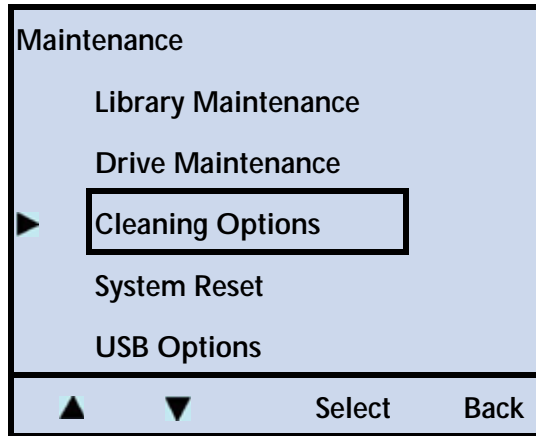 Maintenance
Library Maintenance
Drive Maintenance
Cleaning Options
System Reset
USB Options
Select Back